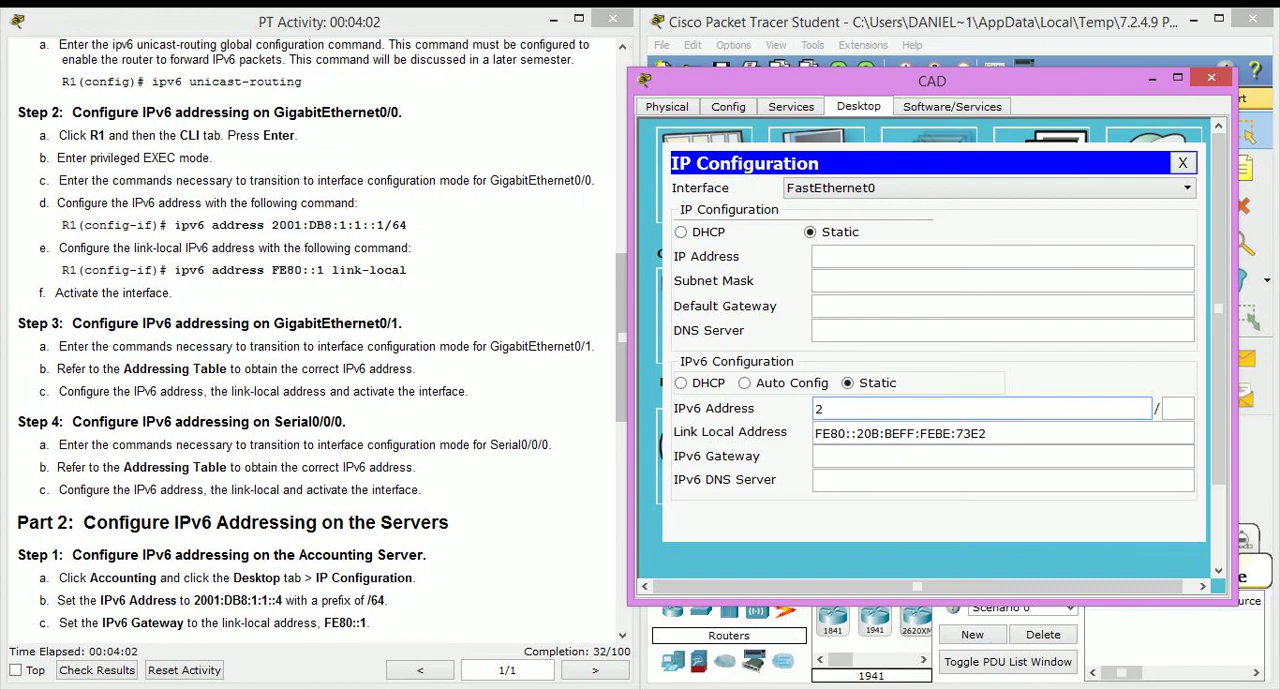 PT Activity: 00:04:02
a. Enter the ipv6 unicast-routing global configuration command. This command must be configured to
enable the router to forward IPv6 packets. This command will be discussed in a later semester.
R1(config)# ipv6 unicast-routing
Step 2: Configure IPv6 addressing on GigabitEthernet0/0.
a. Click R1 and then the CLI tab. Press Enter.
b. Enter privileged EXEC mode.
c. Enter the commands necessary to transition to interface configuration mode for GigabitEthernet0/0.
d. Configure the IPv6 address with the following command:
R1(config-if)# ipv6 address 2001:DB8:1:1::1/64
e. Configure the link-local IPv6 address with the following command:
R1(config-if)# ipv6 address FE80::1 link-local
f. Activate the interface.
Step 3: Configure IPv6 addressing on GigabitEthernet0/1.
a. Enter the commands necessary to transition to interface configuration mode for GigabitEthernet0/1.
b. Refer to the Addressing Table to obtain the correct IPv6 address.
c. Configure the IPv6 address, the link-local address and activate the interface.
Step 4: Configure IPv6 addressing on Serial0/0/0.
a. Enter the commands necessary to transition to interface configuration mode for Serial0/0/0.
b. Refer to the Addressing Table to obtain the correct IPv6 address.
c. Configure the IPv6 address, the link-local and activate the interface.
Part 2: Configure IPv6 Addressing on the Servers
Step 1: Configure IPv6 addressing on the Accounting Server.
a. Click Accounting and click the Desktop tab > IP Configuration.
b. Set the IPv6 Address to 2001:DB8:1:1::4 with a prefix of /64.
c. Set the IPv6 Gateway to the link-local address, FE80::1.
Time Elapsed: 00:04:02 Completion: 32/100
Top Check Results Reset Activity < 1/1 >
Cisco Packet Tracer Student - C:\Users\DANIEL~1\AppData\Local\Temp\7.2.4.9 P...
File Edit Options View Tools Extensions Help
CAD
Physical Config Services Desktop Software/Services
IP Configuration X
Interface FastEthernet0
IP Configuration
DHCP Static
IP Address
Subnet Mask
Default Gateway
DNS Server
IPv6 Configuration
DHCP Auto Config Static
IPv6 Address 2 /
Link Local Address FE80::20B:BEFF:FEBE:73E2
IPv6 Gateway
IPv6 DNS Server
Routers
1841 1941 2620XM
1941
Scenario 0
New Delete
Toggle PDU List Window